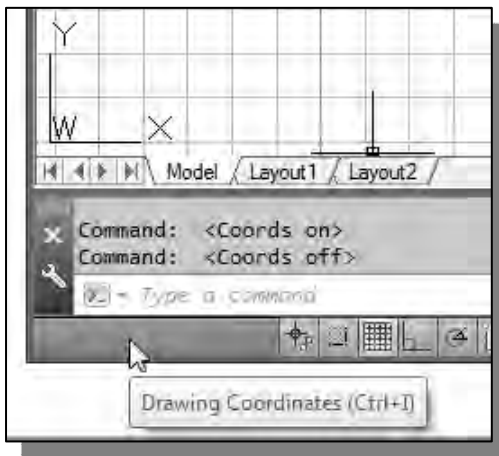 Y
W X
Model Layout1 Layout2
Command: <Coords on>
Command: <Coords off>
Type a command
Drawing Coordinates (Ctrl+I)